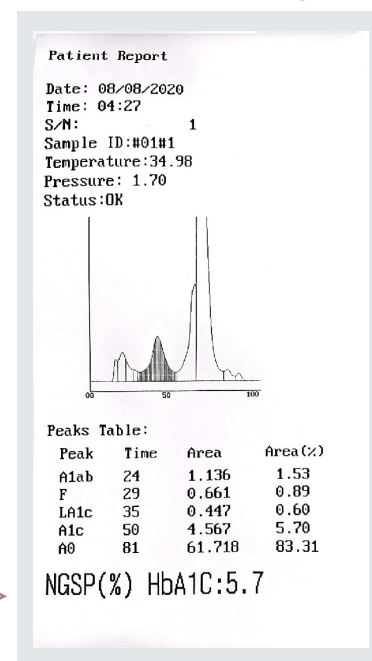 Patient Report
Date: 08/08/2020
Time: 04:27
S/N: 1
Sample ID:#01#1
Temperature:34.98
Pressure: 1.70
Status:OK
00 50 100
Peaks Table:
Peak Time Area Area(%)
A1ab 24 1.136 1.53
F 29 0.661 0.89
LA1c 35 0.447 0.60
A1c 50 4.567 5.70
A0 81 61.718 83.31
NGSP(%) HbA1C:5.7